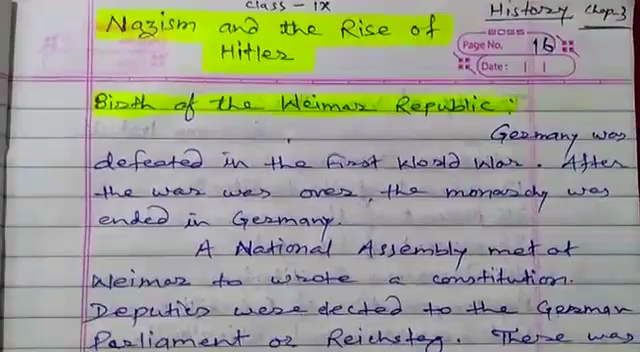 Class - IX
History Chap-3
Nazism and the Rise of
Hitler
BOSS
Page No. 16
Date:
Birth of the Weimar Republic:
Germany was
defeated in the First World War. After
the war was over, the monarchy was
ended in Germany.
A National Assembly met at
Weimar to wrote a constitution.
Deputies were elected to the German
Parliament or Reichstag. There was